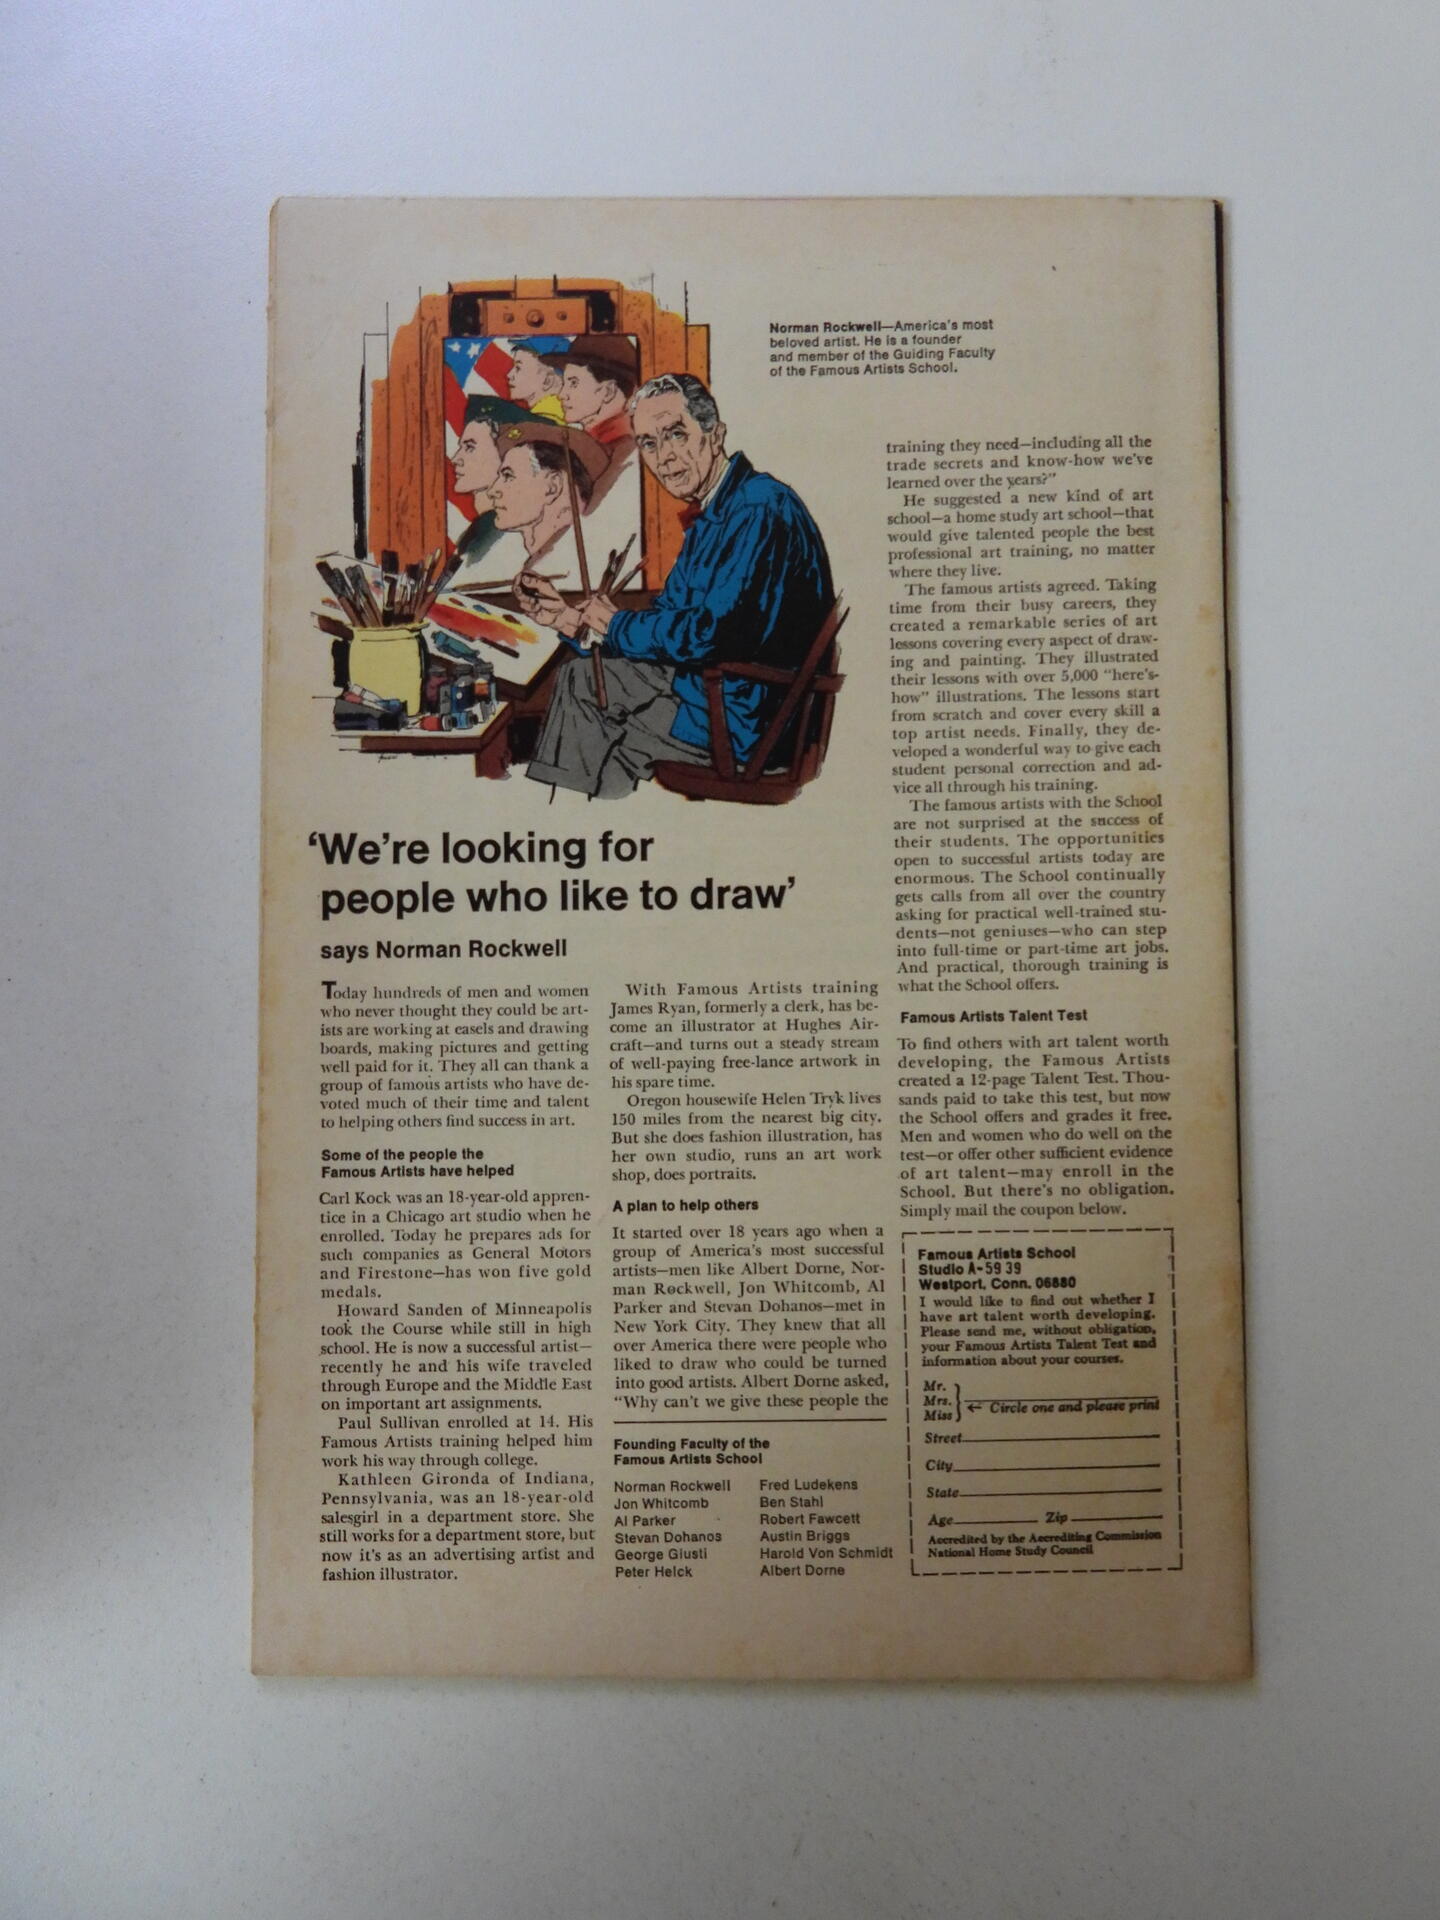 Norman Rockwell—America's most
beloved artist. He is a founder
and member of the Guiding Faculty
of the Famous Artists School.
'We're looking for
people who like to draw'
says Norman Rockwell
Today hundreds of men and women
who never thought they could be art-
ists are working at easels and drawing
boards, making pictures and getting
well paid for it. They all can thank a
group of famous artists who have de-
voted much of their time and talent
to helping others find success in art.
Some of the people the
Famous Artists have helped
Carl Kock was an 18-year-old appren-
tice in a Chicago art studio when he
enrolled. Today he prepares ads for
such companies as General Motors
and Firestone—has won five gold
medals.
Howard Sanden of Minneapolis
took the Course while still in high
school. He is now a successful artist—
recently he and his wife traveled
through Europe and the Middle East
on important art assignments.
Paul Sullivan enrolled at 14. His
Famous Artists training helped him
work his way through college.
Kathleen Gironda of Indiana,
Pennsylvania, was an 18-year-old
salesgirl in a department store. She
still works for a department store, but
now it's as an advertising artist and
fashion illustrator.
With Famous Artists training
James Ryan, formerly a clerk, has be-
come an illustrator at Hughes Air-
craft—and turns out a steady stream
of well-paying free-lance artwork in
his spare time.
Oregon housewife Helen Tryk lives
150 miles from the nearest big city.
But she does fashion illustration, has
her own studio, runs an art work
shop, does portraits.
A plan to help others
It started over 18 years ago when a
group of America's most successful
artists—men like Albert Dorne, Nor-
man Rockwell, Jon Whitcomb, Al
Parker and Stevan Dohanos—met in
New York City. They knew that all
over America there were people who
liked to draw who could be turned
into good artists. Albert Dorne asked,
"Why can't we give these people the
training they need—including all the
trade secrets and know-how we've
learned over the years?"
He suggested a new kind of art
school—a home study art school—that
would give talented people the best
professional art training, no matter
where they live.
The famous artists agreed. Taking
time from their busy careers, they
created a remarkable series of art
lessons covering every aspect of draw-
ing and painting. They illustrated
their lessons with over 5,000 "here's-
how" illustrations. The lessons start
from scratch and cover every skill a
top artist needs. Finally, they de-
veloped a wonderful way to give each
student personal correction and ad-
vice all through his training.
The famous artists with the School
are not surprised at the success of
their students. The opportunities
open to successful artists today are
enormous. The School continually
gets calls from all over the country
asking for practical well-trained stu-
dents—not geniuses—who can step
into full-time or part-time art jobs.
And practical, thorough training is
what the School offers.
Famous Artists Talent Test
To find others with art talent worth
developing, the Famous Artists
created a 12-page Talent Test. Thou-
sands paid to take this test, but now
the School offers and grades it free.
Men and women who do well on the
test—or offer other sufficient evidence
of art talent—may enroll in the
School. But there's no obligation.
Simply mail the coupon below.
Founding Faculty of the
Famous Artists School
Norman Rockwell Fred Ludekens
Jon Whitcomb Ben Stahl
Al Parker Robert Fawcett
Stevan Dohanos Austin Briggs
George Giusti Harold Von Schmidt
Peter Helck Albert Dorne
Famous Artists School
Studio A-59 39
Westport, Conn. 06880
I would like to find out whether I
have art talent worth developing.
Please send me, without obligation,
your Famous Artists Talent Test and
information about your courses.
Mr.
Mrs. ← Circle one and please print
Miss
Street
City
State
Age Zip
Accredited by the Accrediting Commission
National Home Study Council